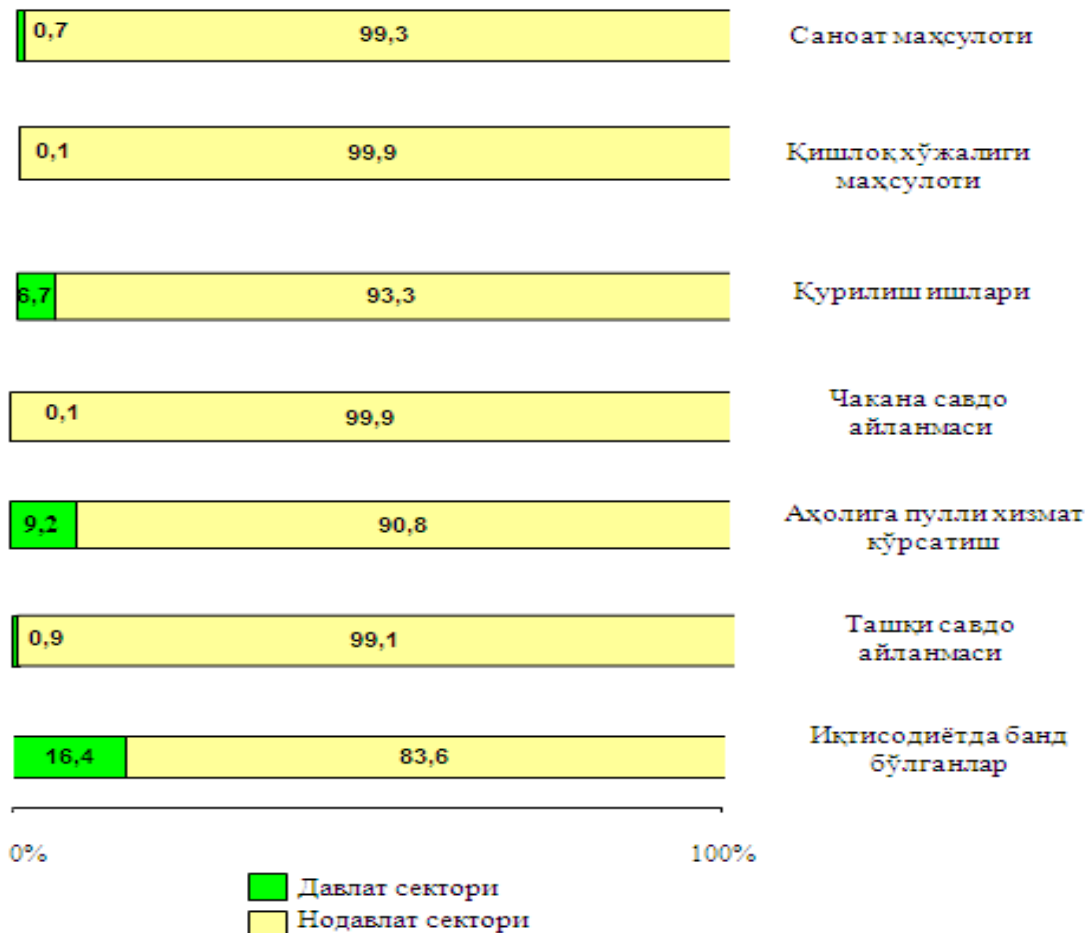 0,7 99,3 Саноат маҳсулоти
0,1 99,9 Қишлоқ хўжалиги
маҳсулоти
6,7 93,3 Қурилиш ишлари
0,1 99,9 Чакана савдо
айланмаси
9,2 90,8 Аҳолига пулли хизмат
кўрсатиш
0,9 99,1 Ташқи савдо
айланмаси
16,4 83,6 Иқтисодиётда банд
бўлганлар
0% 100%
Давлат сектори
Нодавлат сектори